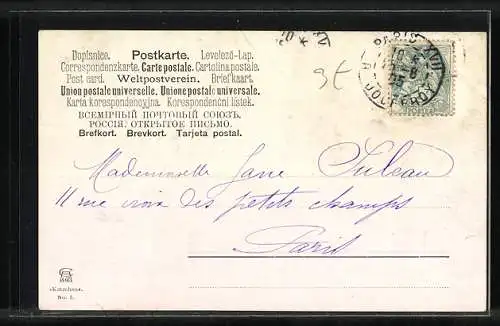 Dopisnice. Postkarte. Levelező-Lap.
Correspondenzkarte. Carte postale. Cartolina postale.
Post card. Weltpostverein. Briefkaart.
Union postale universelle. Unione postale universale.
Karta korespondencyjna. Korespondenční lístek.
ВСЕМІРНЫЙ ПОЧТОВЫЙ СОЮЗЪ.
РОССІЯ. ОТКРЫТОЕ ПИСЬМО.
Brefkort. Brevkort. Tarjeta postal.
PARIS XVII
Mademoiselle Jane
11 rue croix des petits champs
Paris
No. 1.